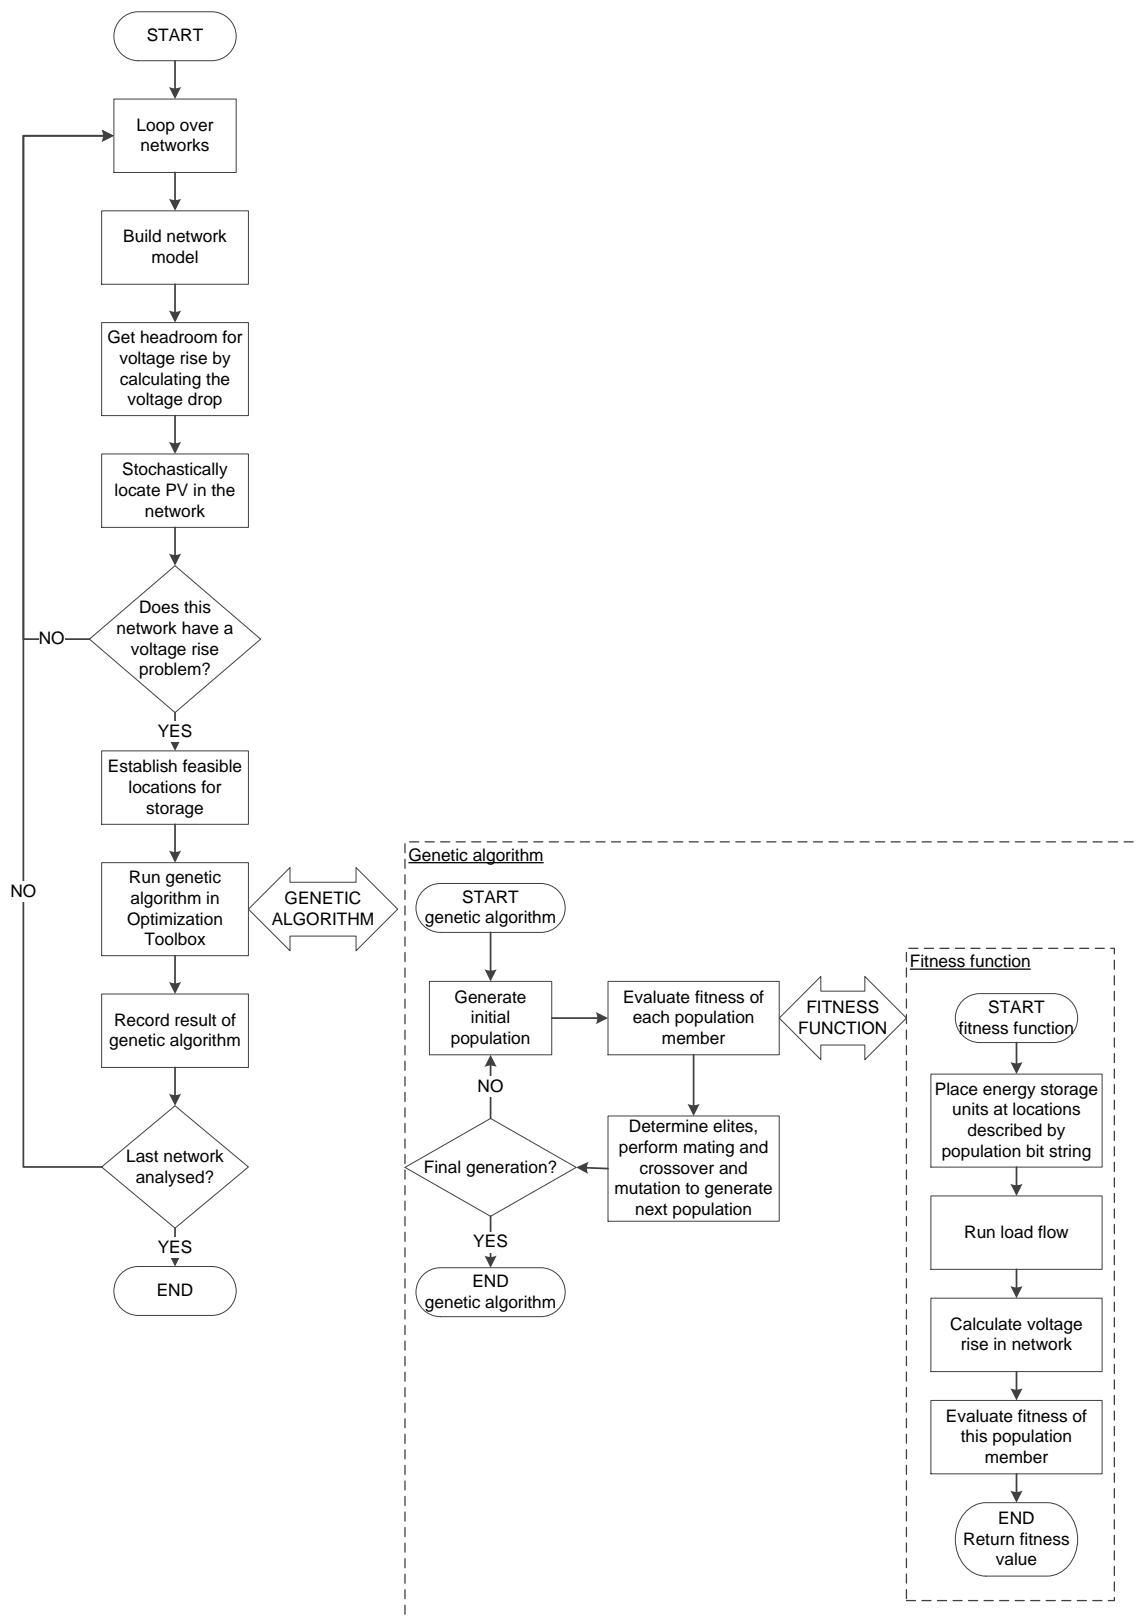 START
Loop over
networks
Build network
model
Get headroom for
voltage rise by
calculating the
voltage drop
Stochastically
locate PV in the
network
Does this
network have a
voltage rise
problem?
NO
YES
Establish feasible
locations for
storage
Run genetic
algorithm in
Optimization
Toolbox
NO
Record result of
genetic algorithm
Last network
analysed?
YES
END
GENETIC
ALGORITHM
Genetic algorithm
START
genetic algorithm
Generate
initial
population
Evaluate fitness of
each population
member
NO
Determine elites,
perform mating and
crossover and
mutation to generate
next population
Final generation?
YES
END
genetic algorithm
FITNESS
FUNCTION
Fitness function
START
fitness function
Place energy storage
units at locations
described by
population bit string
Run load flow
Calculate voltage
rise in network
Evaluate fitness of
this population
member
END
Return fitness
value